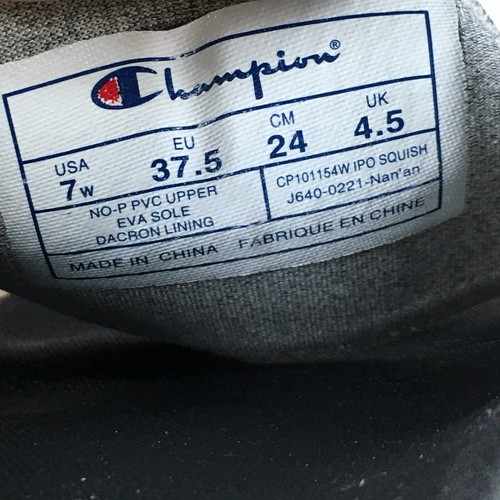 Champion®
USA EU CM UK
7W 37.5 24 4.5
NO-P PVC UPPER
EVA SOLE
DACRON LINING
CP101154W IPO SQUISH
J640-0221-Nan'an
MADE IN CHINA FABRIQUE EN CHINE